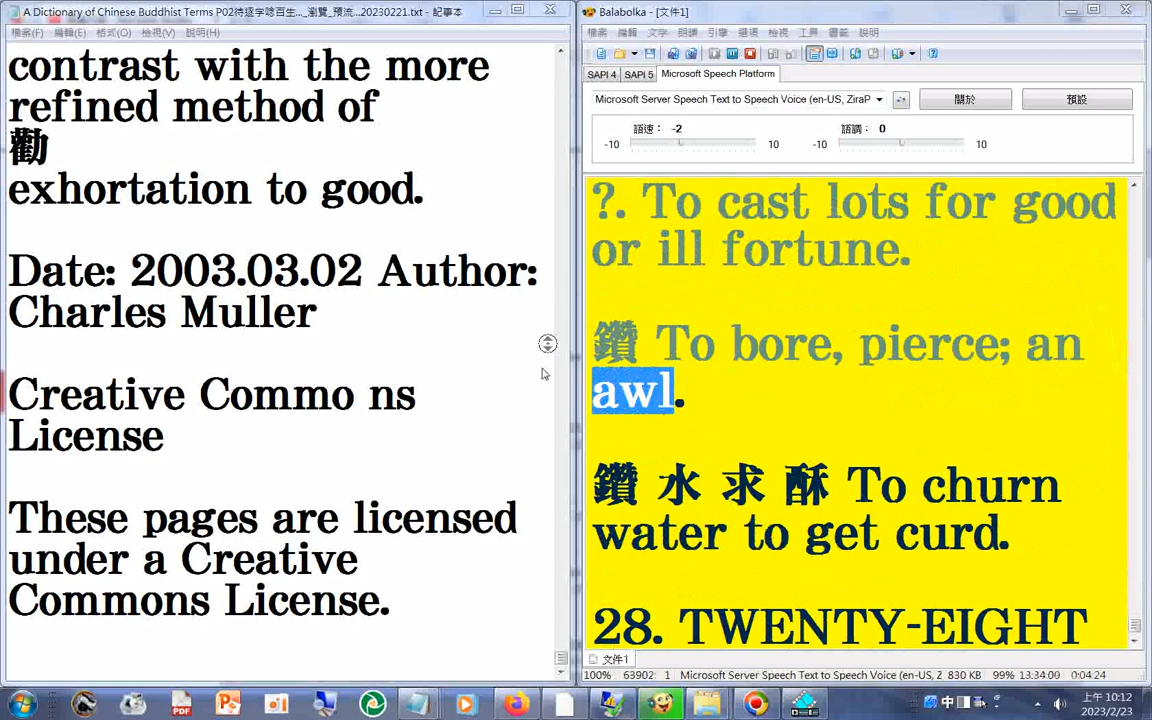 A Dictionary of Chinese Buddhist Terms P02待逐字唸百生..._瀏覽_預流...20230221.txt - 記事本
檔案(F) 編輯(E) 格式(O) 檢視(V) 說明(H)
contrast with the more
refined method of
勸
exhortation to good.
Date: 2003.03.02 Author:
Charles Muller
Creative Commo ns
License
These pages are licensed
under a Creative
Commons License.
Balabolka - [文件1]
檔案 編輯 文字 朗讀 引擎 選項 檢視 工具 書籤 說明
SAPI 4 SAPI 5 Microsoft Speech Platform
Microsoft Server Speech Text to Speech Voice (en-US, ZiraP
關於 預設
語速： -2 語調： 0
-10 10 -10 10
?. To cast lots for good
or ill fortune.
鑽 To bore, pierce; an
awl.
鑽 水 求 酥 To churn
water to get curd.
28. TWENTY-EIGHT
文件1
100% 63902: 1 Microsoft Server Speech Text to Speech Voice (en-US, Z 830 KB 99% 13:34:00 0:04:24
中
上午 10:12
2023/2/23